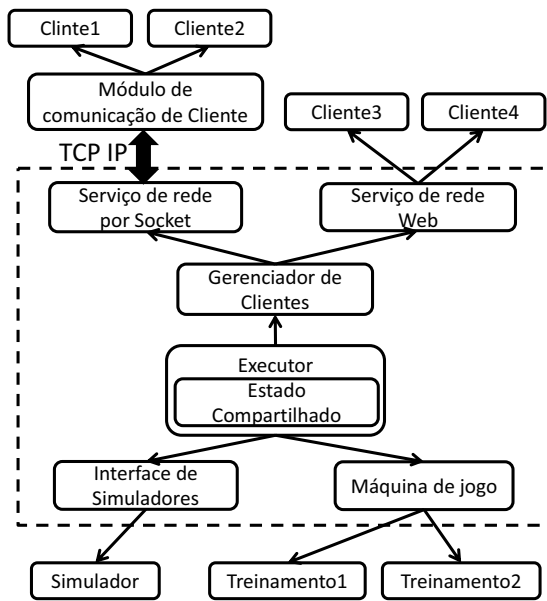 Clinte1
Cliente2
Módulo de
comunicação de Cliente
Cliente3
Cliente4
TCP IP
Serviço de rede
por Socket
Serviço de rede
Web
Gerenciador de
Clientes
Executor
Estado
Compartilhado
Interface de
Simuladores
Máquina de jogo
Simulador
Treinamento1
Treinamento2